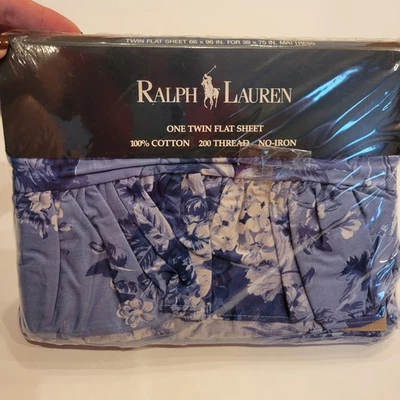 TWIN FLAT SHEET 66 x 96 IN. FOR 39 x 75 IN. MATTRESS
RALPH LAUREN
ONE TWIN FLAT SHEET
100% COTTON 200 THREAD NO-IRON